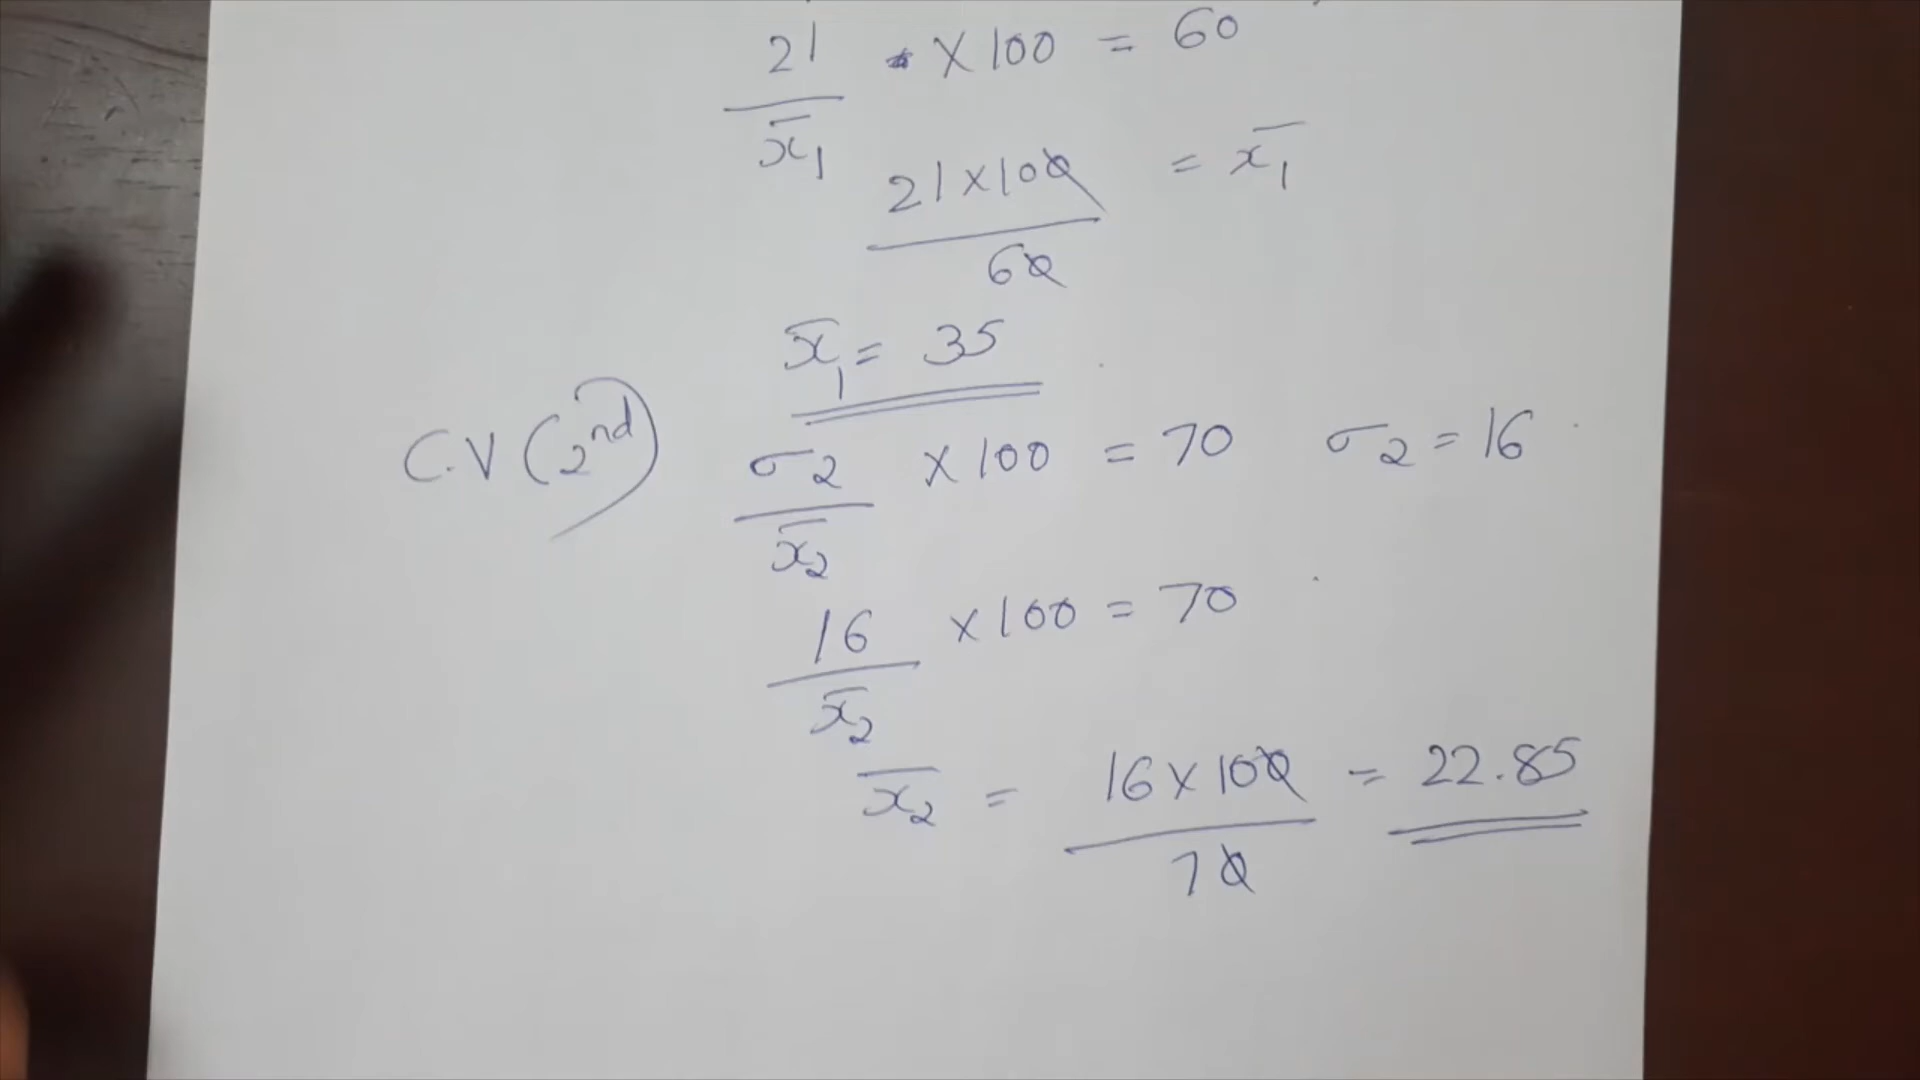 21/x̄₁ × 100 = 60
21×100/60 = x̄₁
x̄₁ = 35
C.V (2nd) σ₂/x̄₂ × 100 = 70 σ₂ = 16
16/x̄₂ × 100 = 70
x̄₂ = 16×100/70 = 22.85